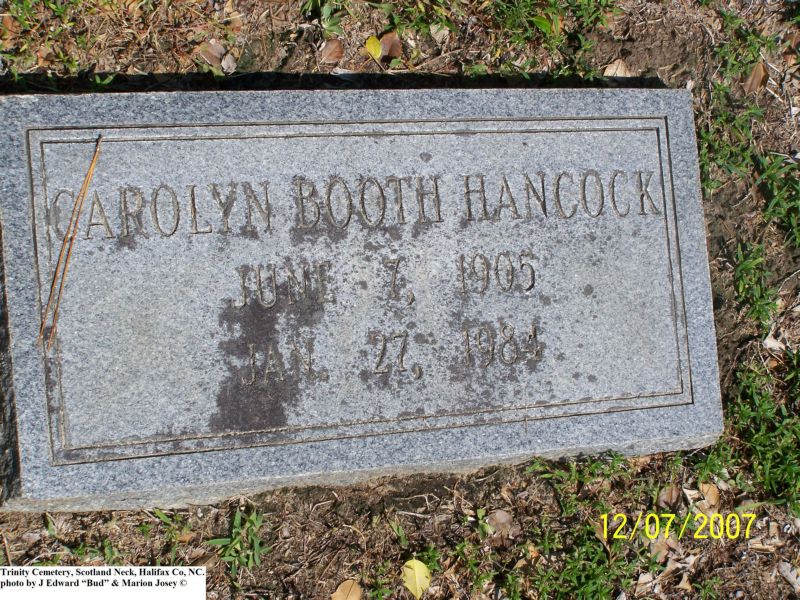 CAROLYN BOOTH HANCOCK
JUNE 7, 1905
JAN. 27, 1984
12/07/2007
Trinity Cemetery, Scotland Neck, Halifax Co, NC.
photo by J Edward “Bud” & Marion Josey ©